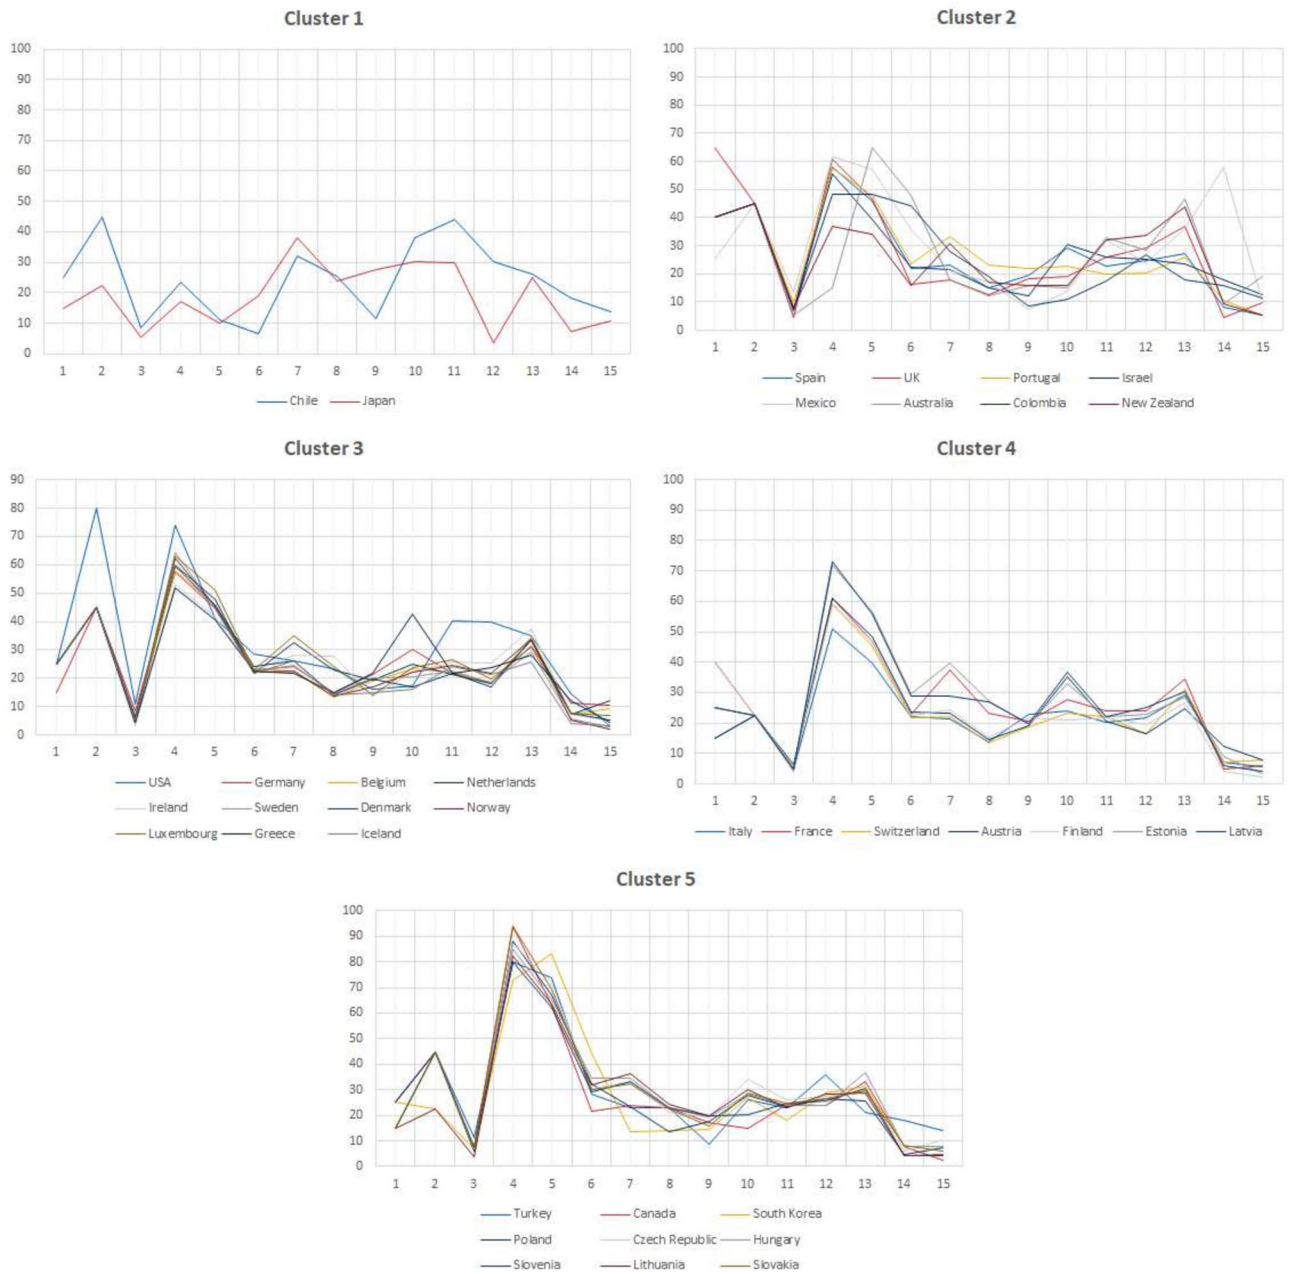 Cluster 1
100
90
80
70
60
50
40
30
20
10
0
1 2 3 4 5 6 7 8 9 10 11 12 13 14 15
Chile Japan
Cluster 2
100
90
80
70
60
50
40
30
20
10
0
1 2 3 4 5 6 7 8 9 10 11 12 13 14 15
Spain UK Portugal Israel
Mexico Australia Colombia New Zealand
Cluster 3
90
80
70
60
50
40
30
20
10
0
1 2 3 4 5 6 7 8 9 10 11 12 13 14 15
USA Germany Belgium Netherlands
Ireland Sweden Denmark Norway
Luxembourg Greece Iceland
Cluster 4
100
90
80
70
60
50
40
30
20
10
0
1 2 3 4 5 6 7 8 9 10 11 12 13 14 15
Italy France Switzerland Austria Finland Estonia Latvia
Cluster 5
100
90
80
70
60
50
40
30
20
10
0
1 2 3 4 5 6 7 8 9 10 11 12 13 14 15
Turkey Canada South Korea
Poland Czech Republic Hungary
Slovenia Lithuania Slovakia